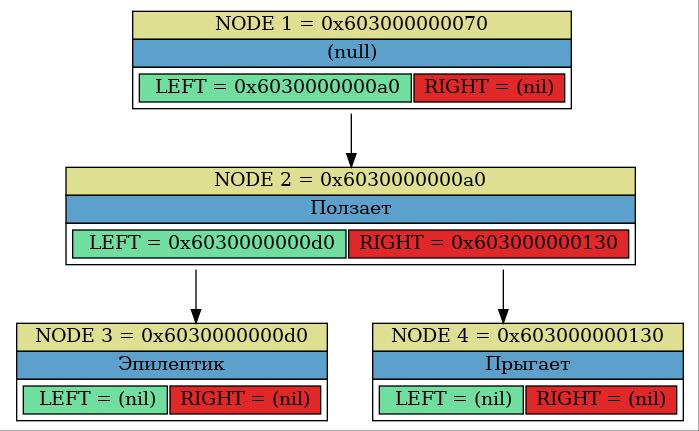 NODE 1 = 0x603000000070
(null)
LEFT = 0x6030000000a0 RIGHT = (nil)
NODE 2 = 0x6030000000a0
Ползает
LEFT = 0x6030000000d0 RIGHT = 0x603000000130
NODE 3 = 0x6030000000d0 NODE 4 = 0x603000000130
Эпилептик Прыгает
LEFT = (nil) RIGHT = (nil) LEFT = (nil) RIGHT = (nil)